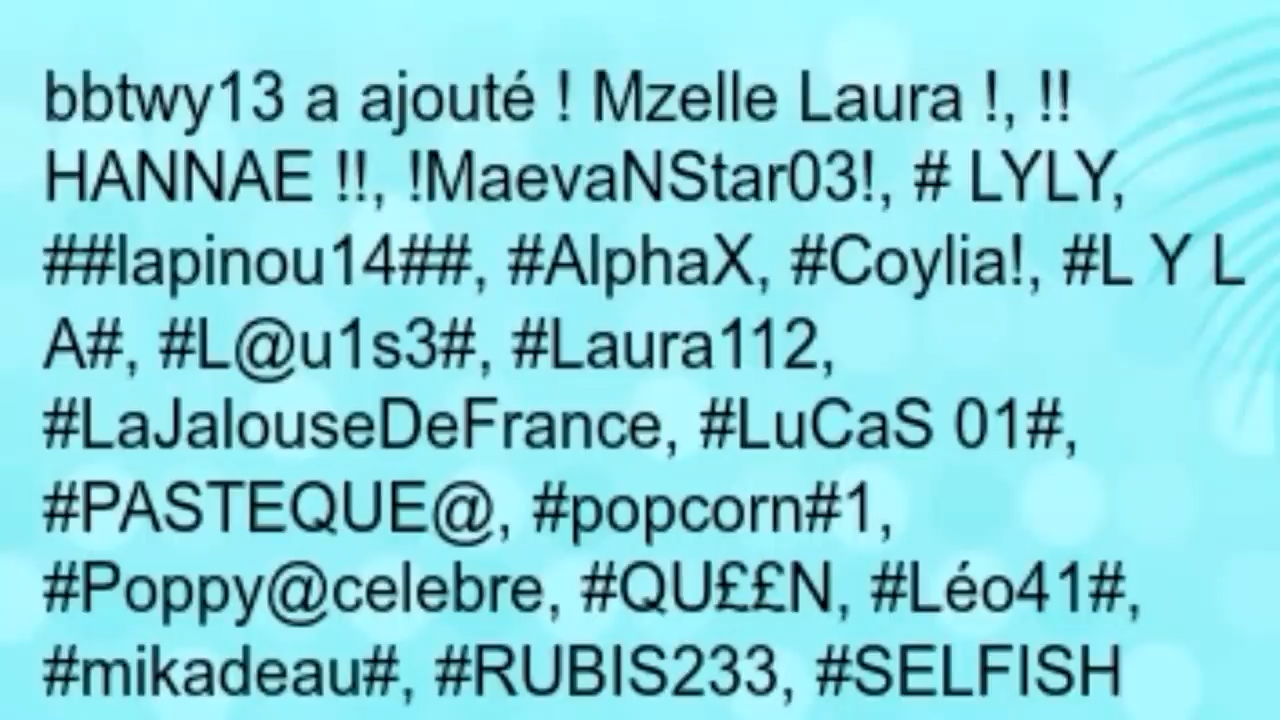 bbtwy13 a ajouté ! Mzelle Laura !, !!
HANNAE !!, !MaevaNStar03!, # LYLY,
##lapinou14##, #AlphaX, #Coylia!, #L Y L
A#, #L@u1s3#, #Laura112,
#LaJalouseDeFrance, #LuCaS 01#,
#PASTEQUE@, #popcorn#1,
#Poppy@celebre, #QU££N, #Léo41#,
#mikadeau#, #RUBIS233, #SELFISH